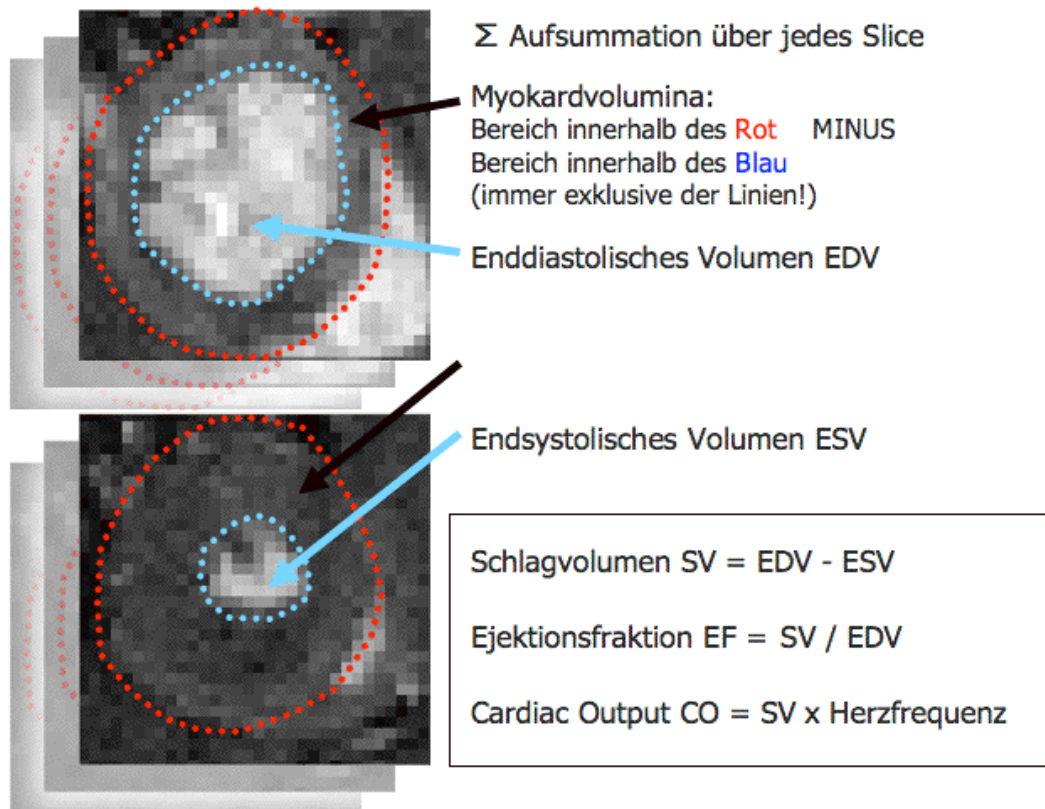 Σ Aufsummation über jedes Slice
Myokardvolumina:
Bereich innerhalb des Rot MINUS
Bereich innerhalb des Blau
(immer exklusive der Linien!)
Enddiastolisches Volumen EDV
Endsystolisches Volumen ESV
Schlagvolumen SV = EDV - ESV
Ejektionsfraktion EF = SV / EDV
Cardiac Output CO = SV x Herzfrequenz